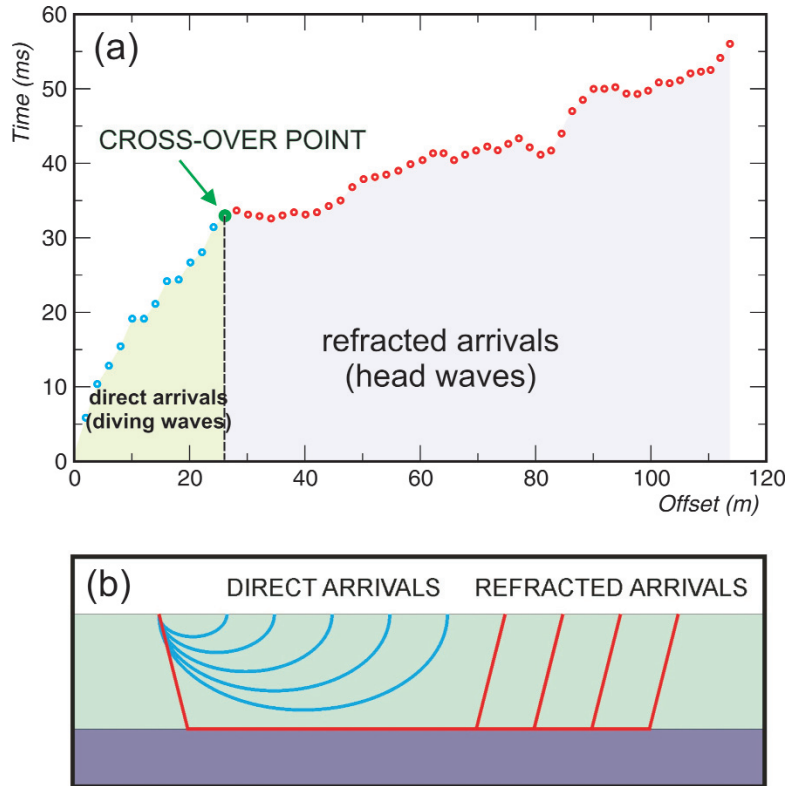 (a)
Time (ms)
60
50
40
30
20
10
0
CROSS-OVER POINT
direct arrivals
(diving waves)
refracted arrivals
(head waves)
0 20 40 60 80 100 120
Offset (m)
(b)
DIRECT ARRIVALS REFRACTED ARRIVALS